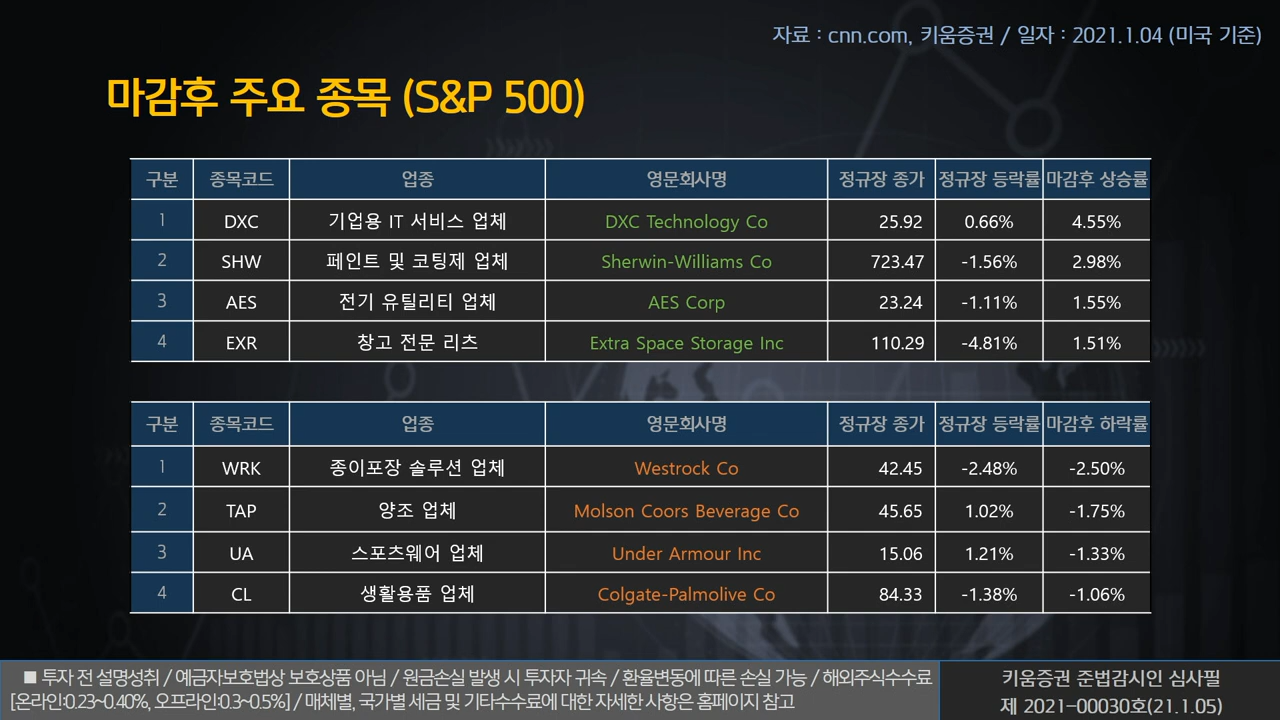 자료 : cnn.com, 키움증권 / 일자 : 2021.1.04 (미국 기준)
마감후 주요 종목 (S&P 500)
구분 종목코드 업종 영문회사명 정규장 종가 정규장 등락률 마감후 상승률
1 DXC 기업용 IT 서비스 업체 DXC Technology Co 25.92 0.66% 4.55%
2 SHW 페인트 및 코팅제 업체 Sherwin-Williams Co 723.47 -1.56% 2.98%
3 AES 전기 유틸리티 업체 AES Corp 23.24 -1.11% 1.55%
4 EXR 창고 전문 리츠 Extra Space Storage Inc 110.29 -4.81% 1.51%
구분 종목코드 업종 영문회사명 정규장 종가 정규장 등락률 마감후 하락률
1 WRK 종이포장 솔루션 업체 Westrock Co 42.45 -2.48% -2.50%
2 TAP 양조 업체 Molson Coors Beverage Co 45.65 1.02% -1.75%
3 UA 스포츠웨어 업체 Under Armour Inc 15.06 1.21% -1.33%
4 CL 생활용품 업체 Colgate-Palmolive Co 84.33 -1.38% -1.06%
■ 투자 전 설명성취 / 예금자보호법상 보호상품 아님 / 원금손실 발생 시 투자자 귀속 / 환율변동에 따른 손실 가능 / 해외주식수수료
[온라인:0.23~0.40%, 오프라인:0.3~0.5%] / 매체별, 국가별 세금 및 기타수수료에 대한 자세한 사항은 홈페이지 참고
키움증권 준법감시인 심사필
제 2021-00030호(21.1.05)